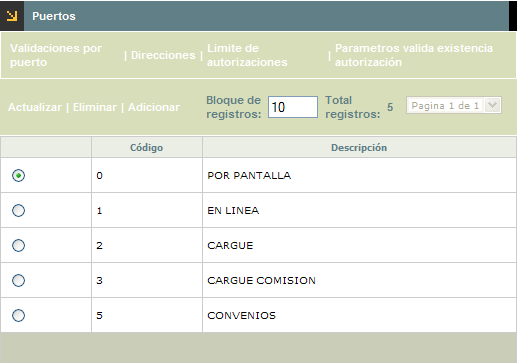 Puertos
Validaciones por puerto | Direcciones | Limite de autorizaciones | Parametros valida existencia autorización
Actualizar | Eliminar | Adicionar Bloque de registros: 10 Total registros: 5 Pagina 1 de 1
Código Descripción
0 POR PANTALLA
1 EN LINEA
2 CARGUE
3 CARGUE COMISION
5 CONVENIOS